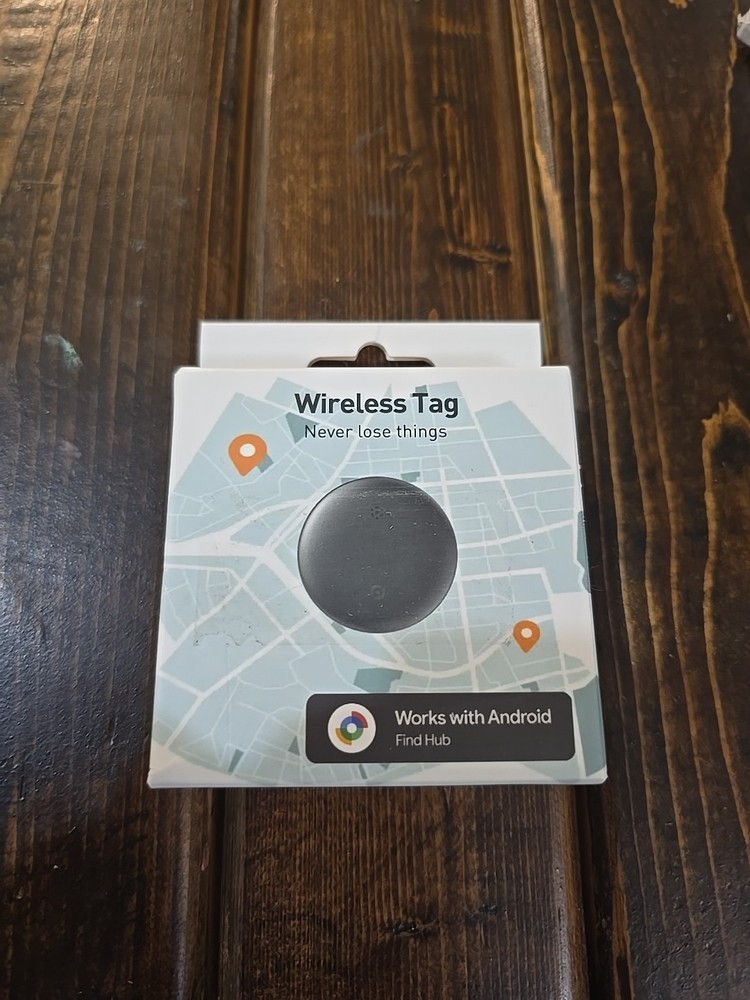 Wireless Tag
Never lose things
Works with Android
Find Hub